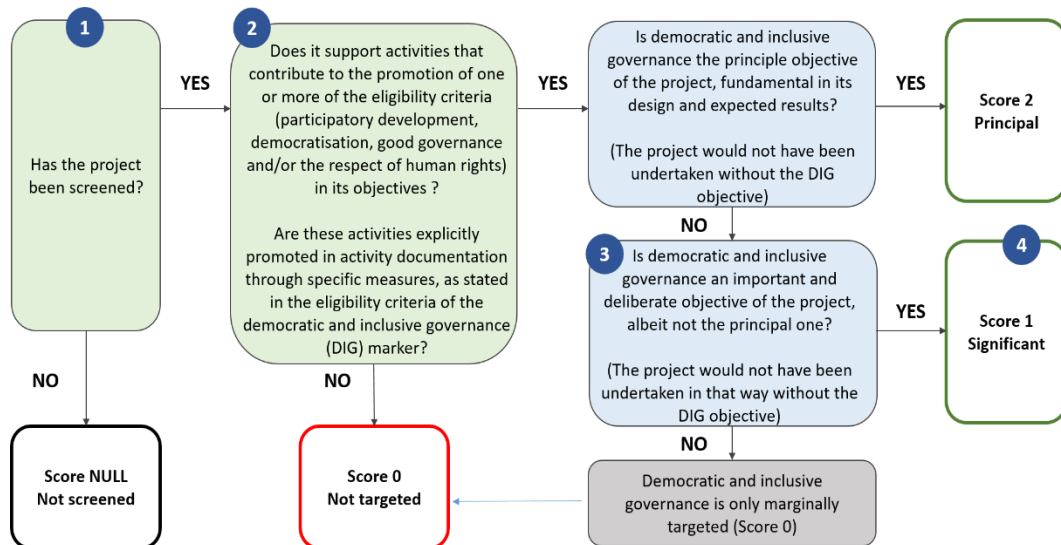 1
Has the project
been screened?
YES
NO
Score NULL
Not screened
2
Does it support activities that
contribute to the promotion of one
or more of the eligibility criteria
(participatory development,
democratisation, good governance
and/or the respect of human rights)
in its objectives ?
Are these activities explicitly
promoted in activity documentation
through specific measures, as stated
in the eligibility criteria of the
democratic and inclusive governance
(DIG) marker?
YES
NO
Score 0
Not targeted
Is democratic and inclusive
governance the principle objective
of the project, fundamental in its
design and expected results?
(The project would not have been
undertaken without the DIG
objective)
YES
Score 2
Principal
NO
3
Is democratic and inclusive
governance an important and
deliberate objective of the project,
albeit not the principal one?
(The project would not have been
undertaken in that way without the
DIG objective)
YES
4
Score 1
Significant
NO
Democratic and inclusive
governance is only marginally
targeted (Score 0)